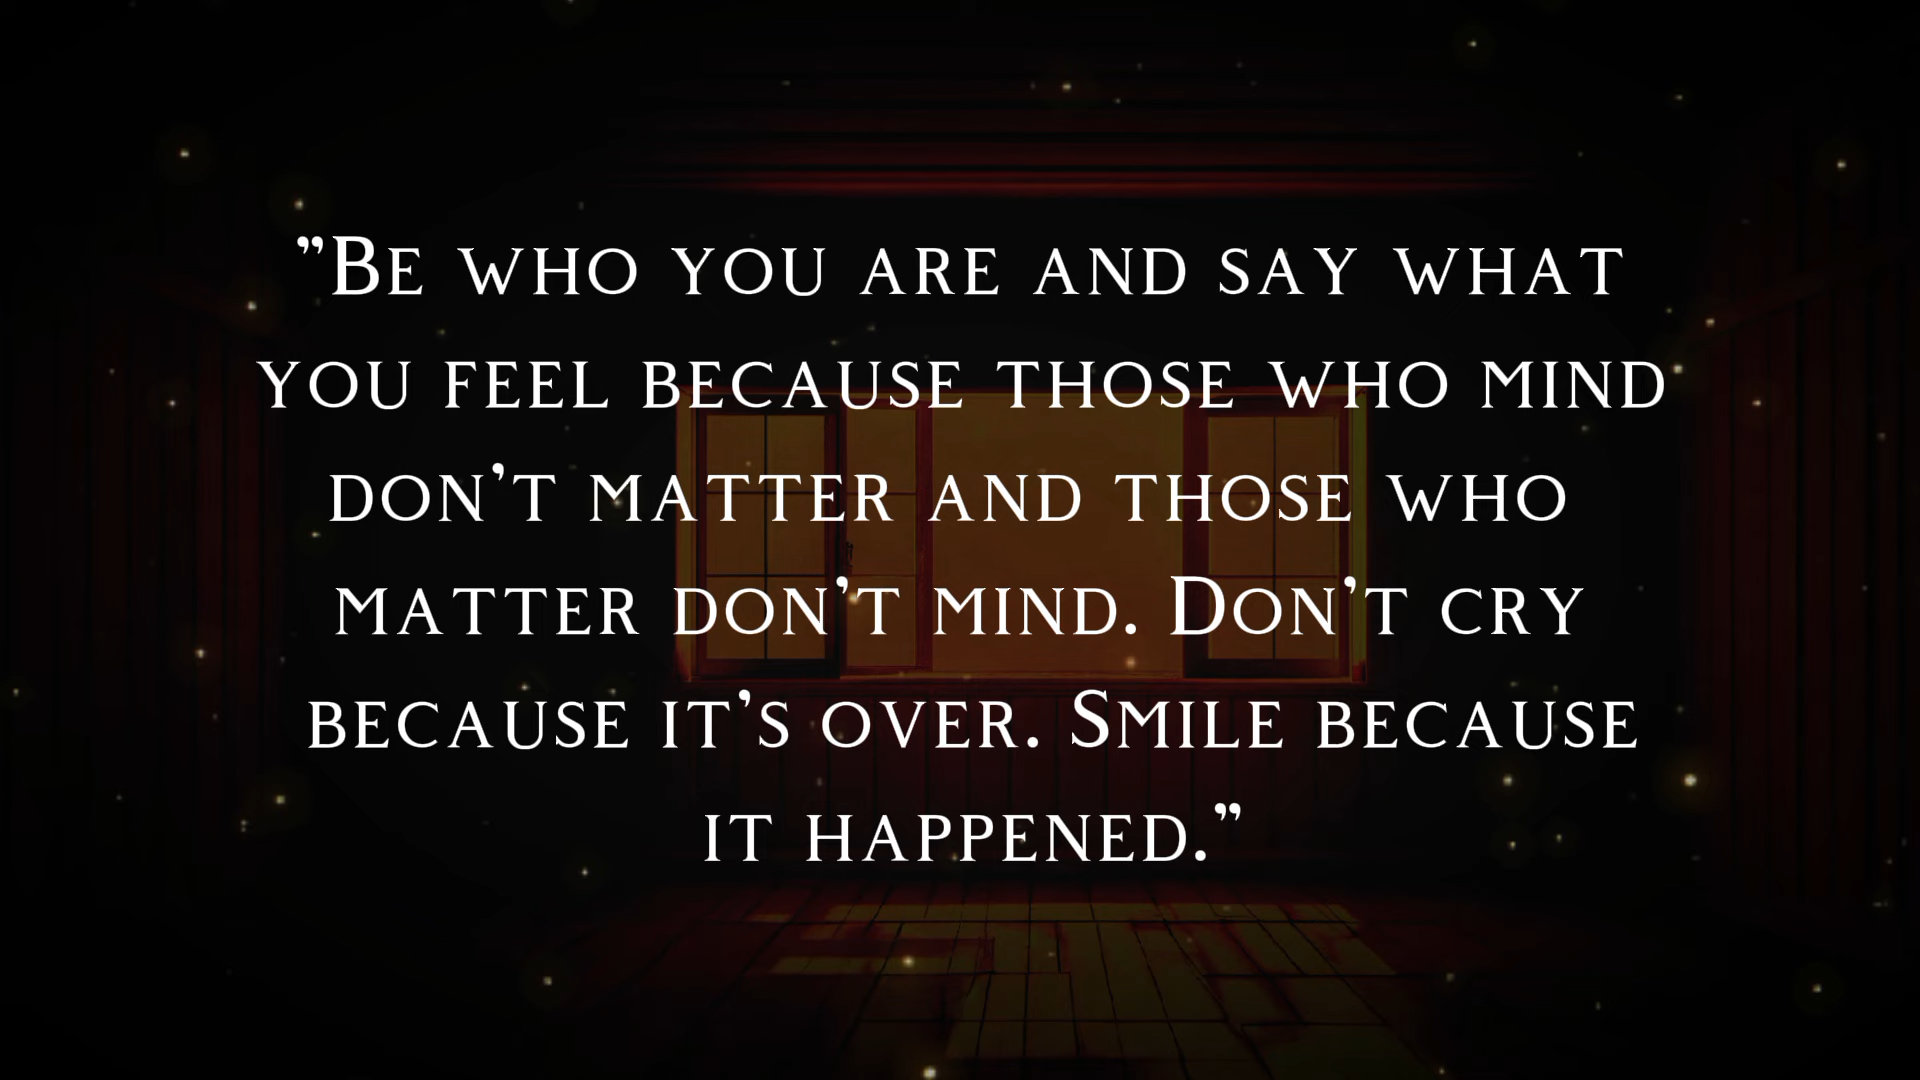 ”Be who you are and say what
you feel because those who mind
don’t matter and those who
matter don’t mind. Don’t cry
because it’s over. Smile because
it happened.”